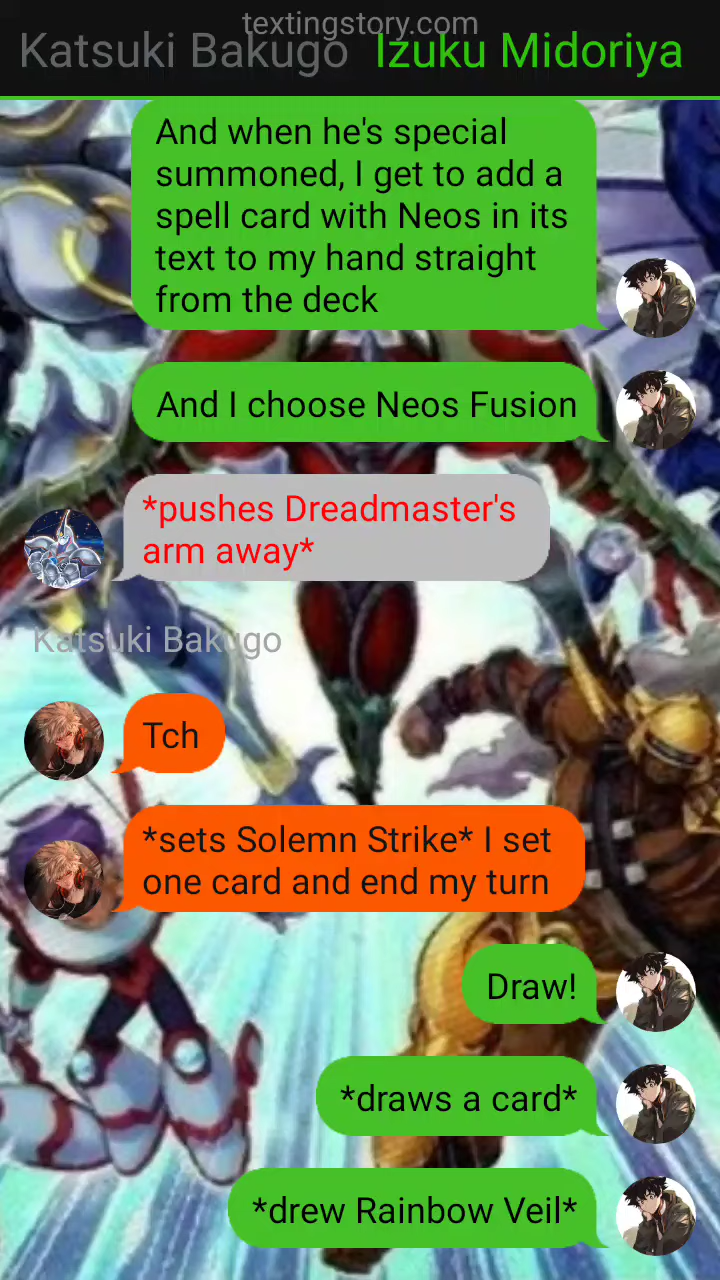 textingstory.com
Katsuki Bakugo Izuku Midoriya
And when he's special
summoned, I get to add a
spell card with Neos in its
text to my hand straight
from the deck
And I choose Neos Fusion
*pushes Dreadmaster's
arm away*
Katsuki Bakugo
Tch
*sets Solemn Strike* I set
one card and end my turn
Draw!
*draws a card*
*drew Rainbow Veil*